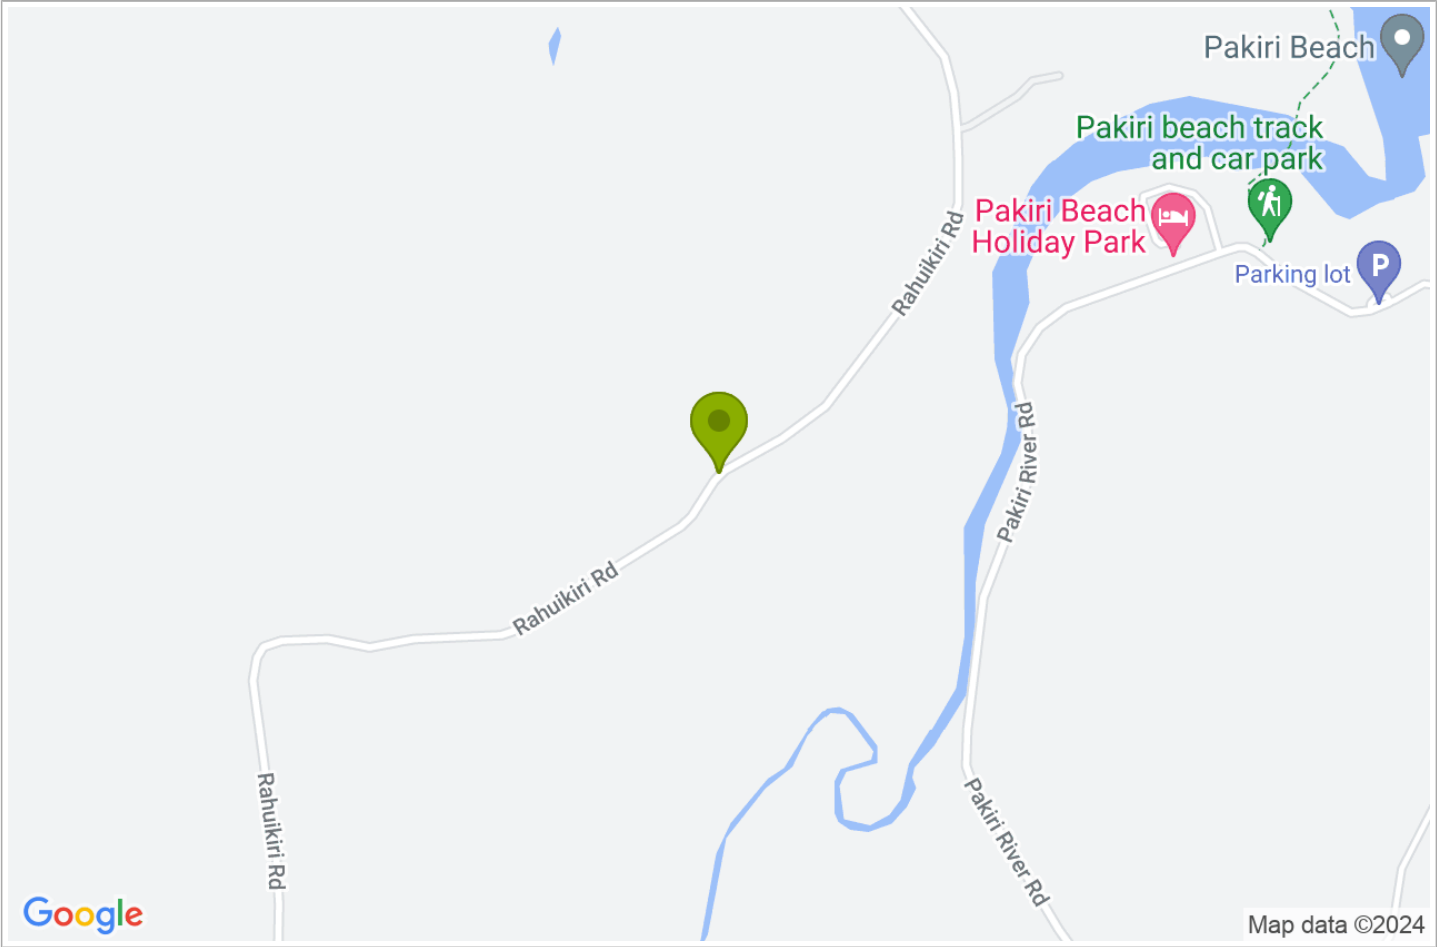 Pakiri Beach
Pakiri beach track
and car park
Pakiri Beach
Holiday Park
Rahuikiri Rd
Parking lot
P
Pakiri River Rd
Rahuikiri Rd
Rahuikiri Rd
Pakiri River Rd
Google
Map data ©2024